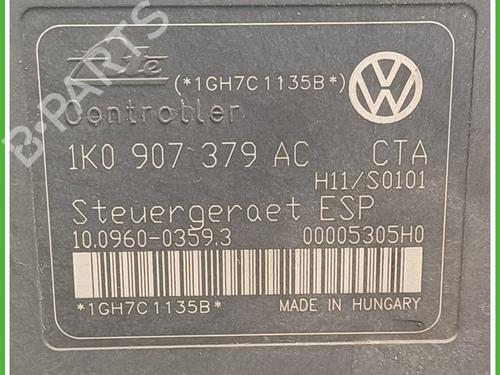 Ate
(*1GH7C1135B*)
Controller
1K0 907 379 AC CTA
H11/S0101
Steuergeraet ESP
10.0960-0359.3 00005305H0
*1GH7C1135B* MADE IN HUNGARY
B-PARTS